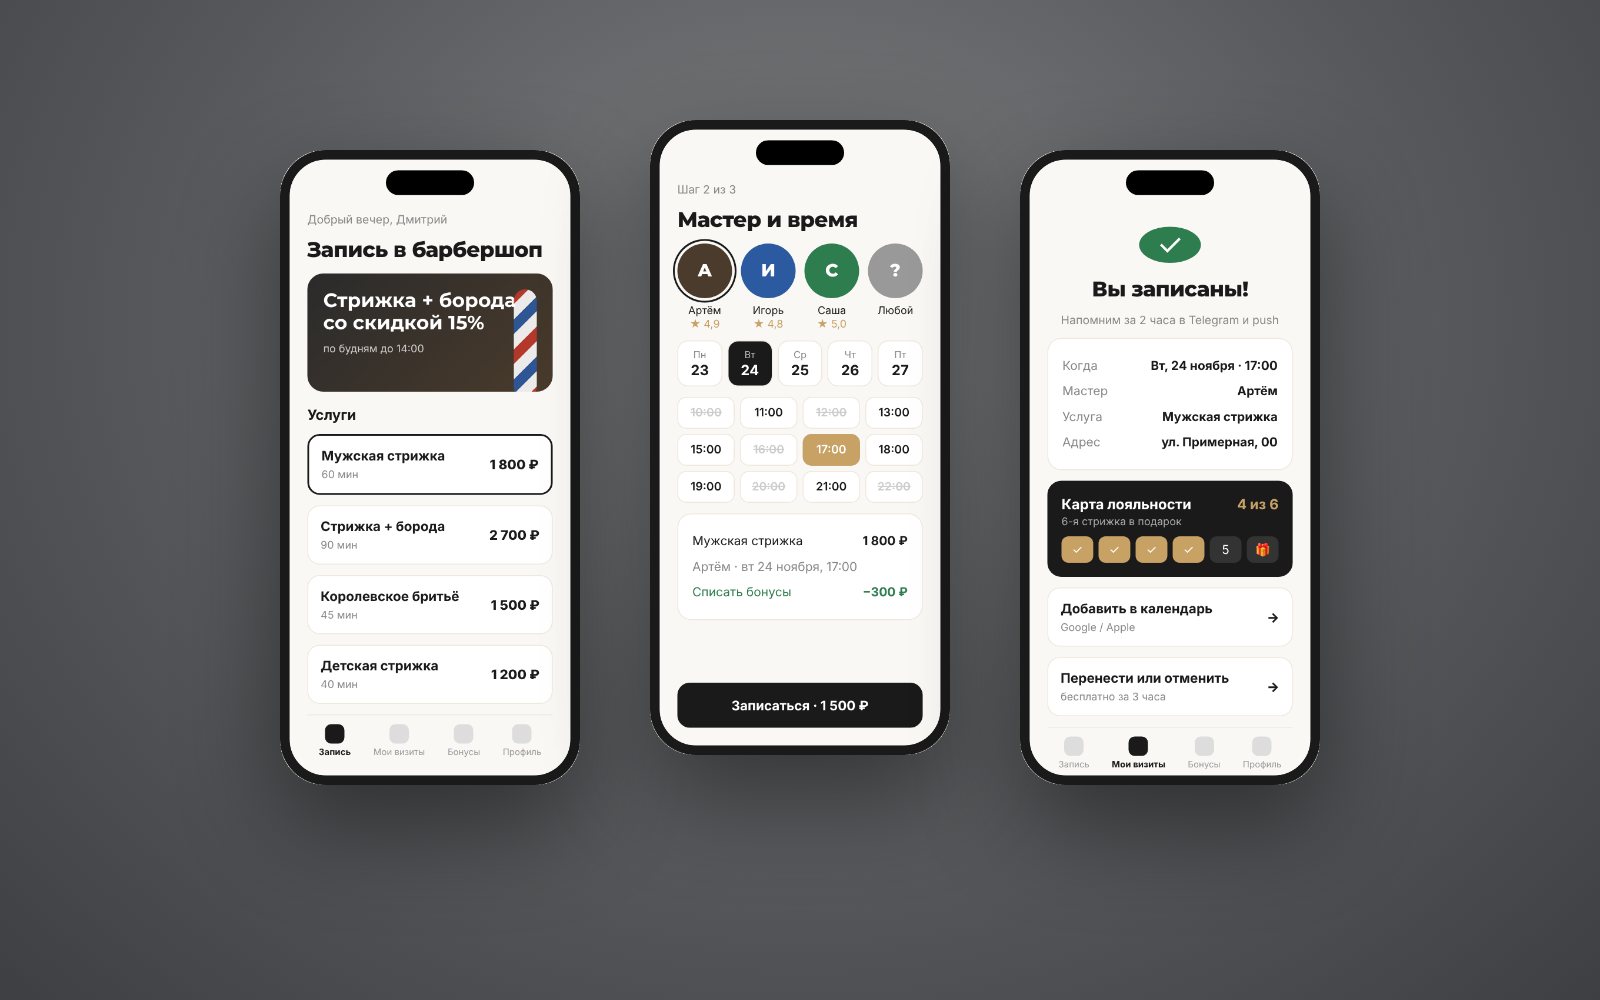 Добрый вечер, Дмитрий
Запись в барбершоп
Стрижка + борода
со скидкой 15%
по будням до 14:00
Услуги
Мужская стрижка
60 мин
1 800 ₽
Стрижка + борода
90 мин
2 700 ₽
Королевское бритьё
45 мин
1 500 ₽
Детская стрижка
40 мин
1 200 ₽
Запись Мои визиты Бонусы Профиль
Шаг 2 из 3
Мастер и время
А И С ?
Артём Игорь Саша Любой
★ 4,9 ★ 4,8 ★ 5,0
Пн Вт Ср Чт Пт
23 24 25 26 27
10:00 11:00 12:00 13:00
15:00 16:00 17:00 18:00
19:00 20:00 21:00 22:00
Мужская стрижка 1 800 ₽
Артём · вт 24 ноября, 17:00
Списать бонусы −300 ₽
Записаться · 1 500 ₽
Вы записаны!
Напомним за 2 часа в Telegram и push
Когда Вт, 24 ноября · 17:00
Мастер Артём
Услуга Мужская стрижка
Адрес ул. Примерная, 00
Карта лояльности 4 из 6
6-я стрижка в подарок
✓ ✓ ✓ ✓ 5 🎁
Добавить в календарь
Google / Apple
→
Перенести или отменить
бесплатно за 3 часа
→
Запись Мои визиты Бонусы Профиль